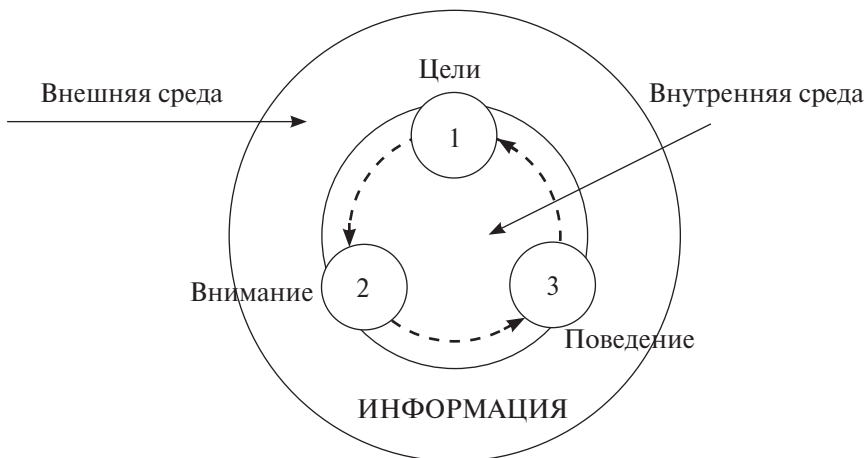 Цели
Внешняя среда
Внутренняя среда
1
Внимание
2
3
Поведение
ИНФОРМАЦИЯ